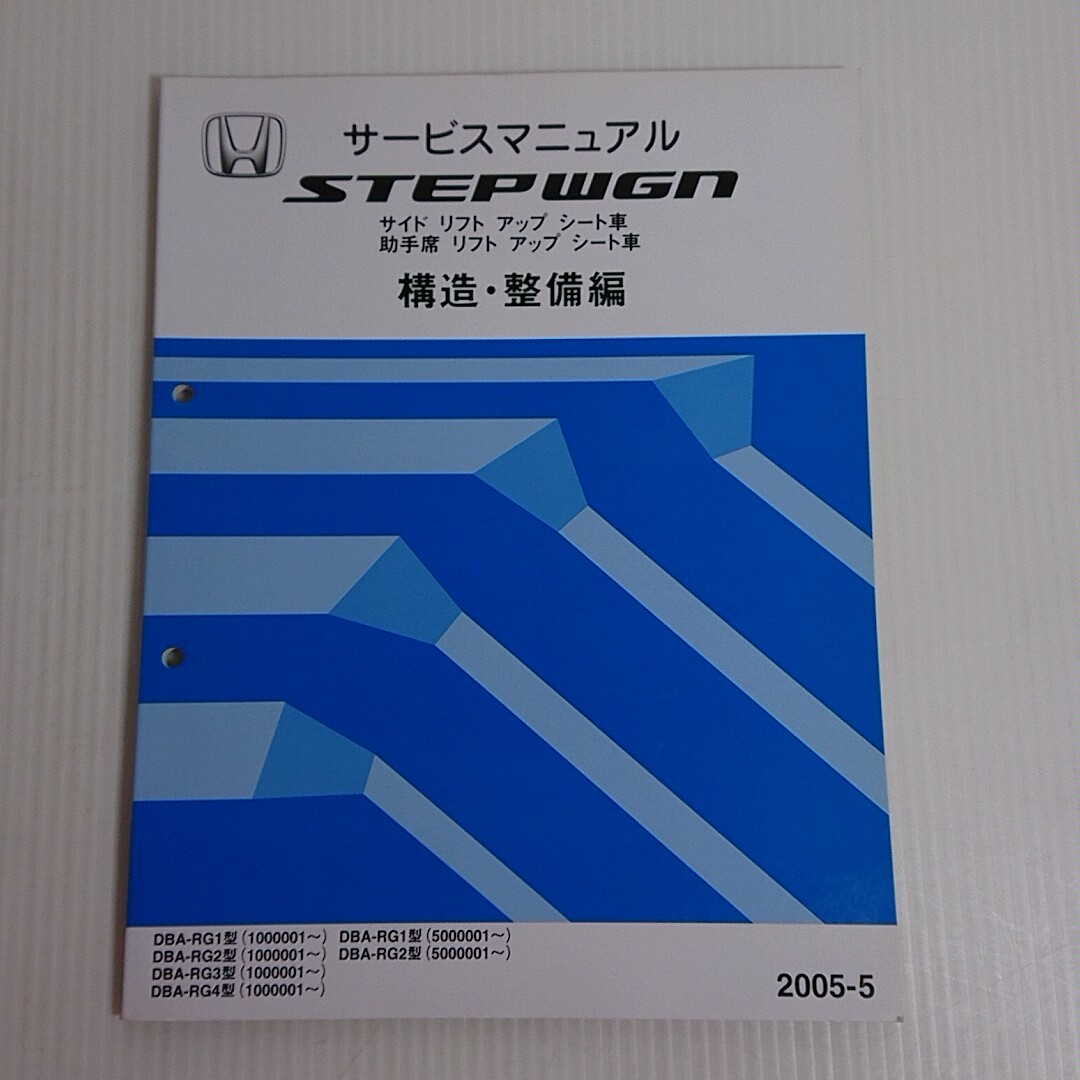 サービスマニュアル
STEPWGN
サイド リフト アップ シート車
助手席 リフト アップ シート車
構造・整備編
DBA-RG1型（1000001～） DBA-RG1型（5000001～）
DBA-RG2型（1000001～） DBA-RG2型（5000001～）
DBA-RG3型（1000001～）
DBA-RG4型（1000001～）
2005-5